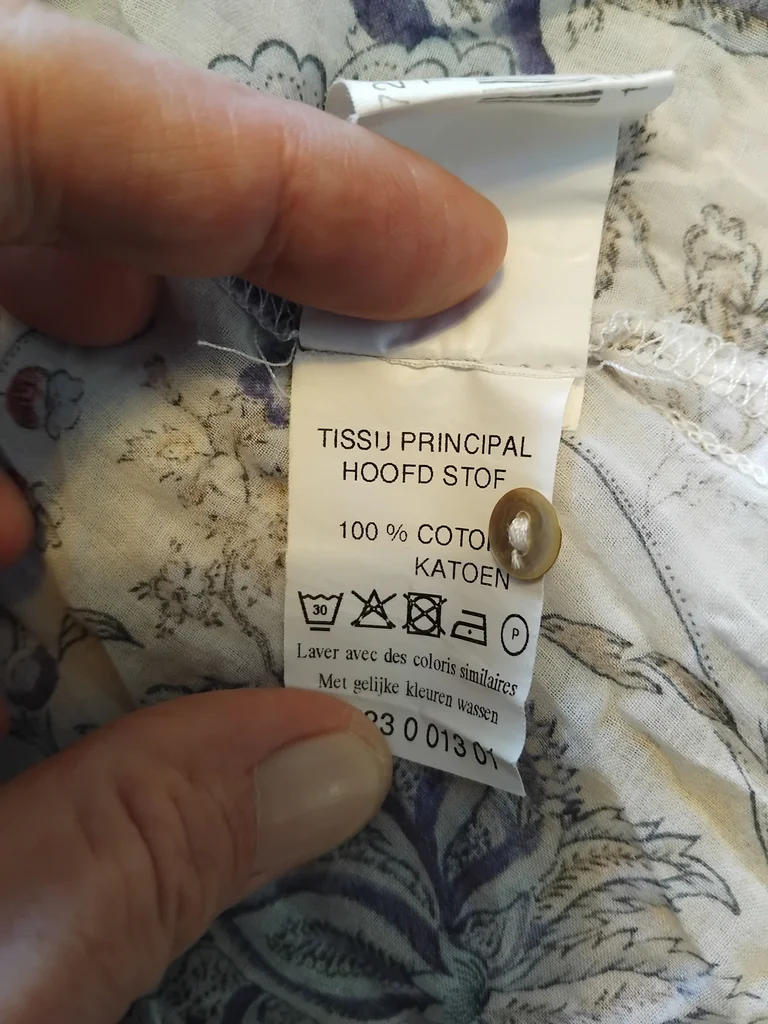 TISSU PRINCIPAL
HOOFD STOF
100 % COTO
KATOEN
30
P
Laver avec des coloris similaires
Met gelijke kleuren wassen
23 0 013 01